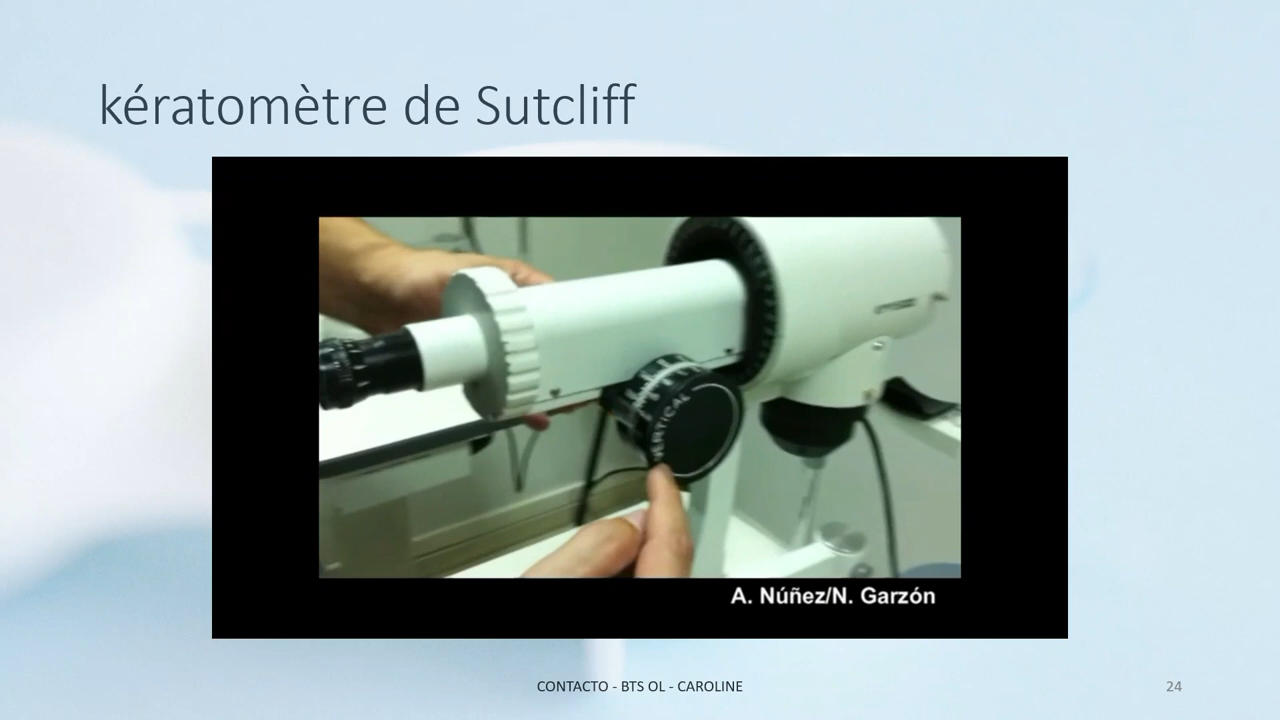 kératomètre de Sutcliff
VERTICAL
A. Núñez/N. Garzón
CONTACTO - BTS OL - CAROLINE
24